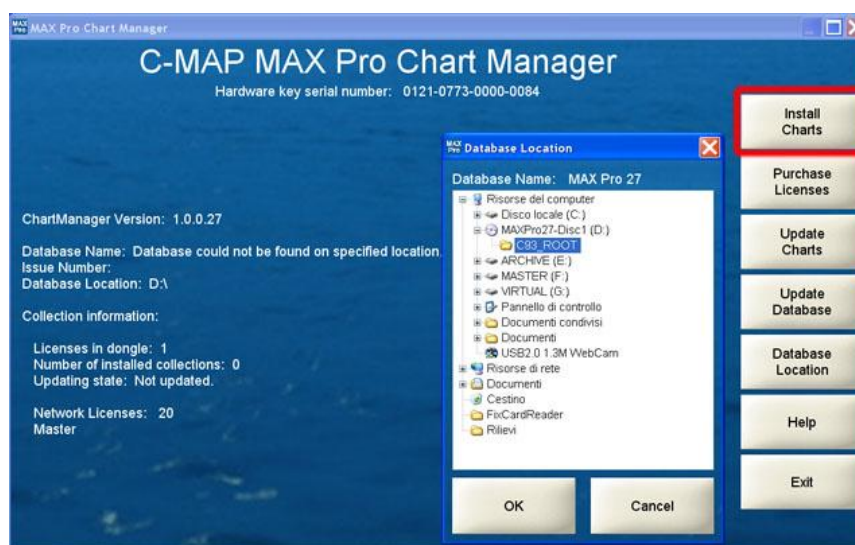 MAX Pro Chart Manager
C-MAP MAX Pro Chart Manager
Hardware key serial number: 0121-0773-0000-0084
ChartManager Version: 1.0.0.27
Database Name: Database could not be found on specified location.
Issue Number:
Database Location: D:\
Collection information:
Licenses in dongle: 1
Number of installed collections: 0
Updating state: Not updated.
Network Licenses: 20
Master
MAX Pro Database Location
Database Name: MAX Pro 27
Risorse del computer
Disco locale (C:)
MAXPro27-Disc1 (D:)
C93_ROOT
ARCHIVE (E:)
MASTER (F:)
VIRTUAL (G:)
Pannello di controllo
Documenti condivisi
Documenti
USB2.0 1.3M WebCam
Risorse di rete
Documenti
Cestino
FixCardReader
Rilievi
OK
Cancel
Install
Charts
Purchase
Licenses
Update
Charts
Update
Database
Database
Location
Help
Exit